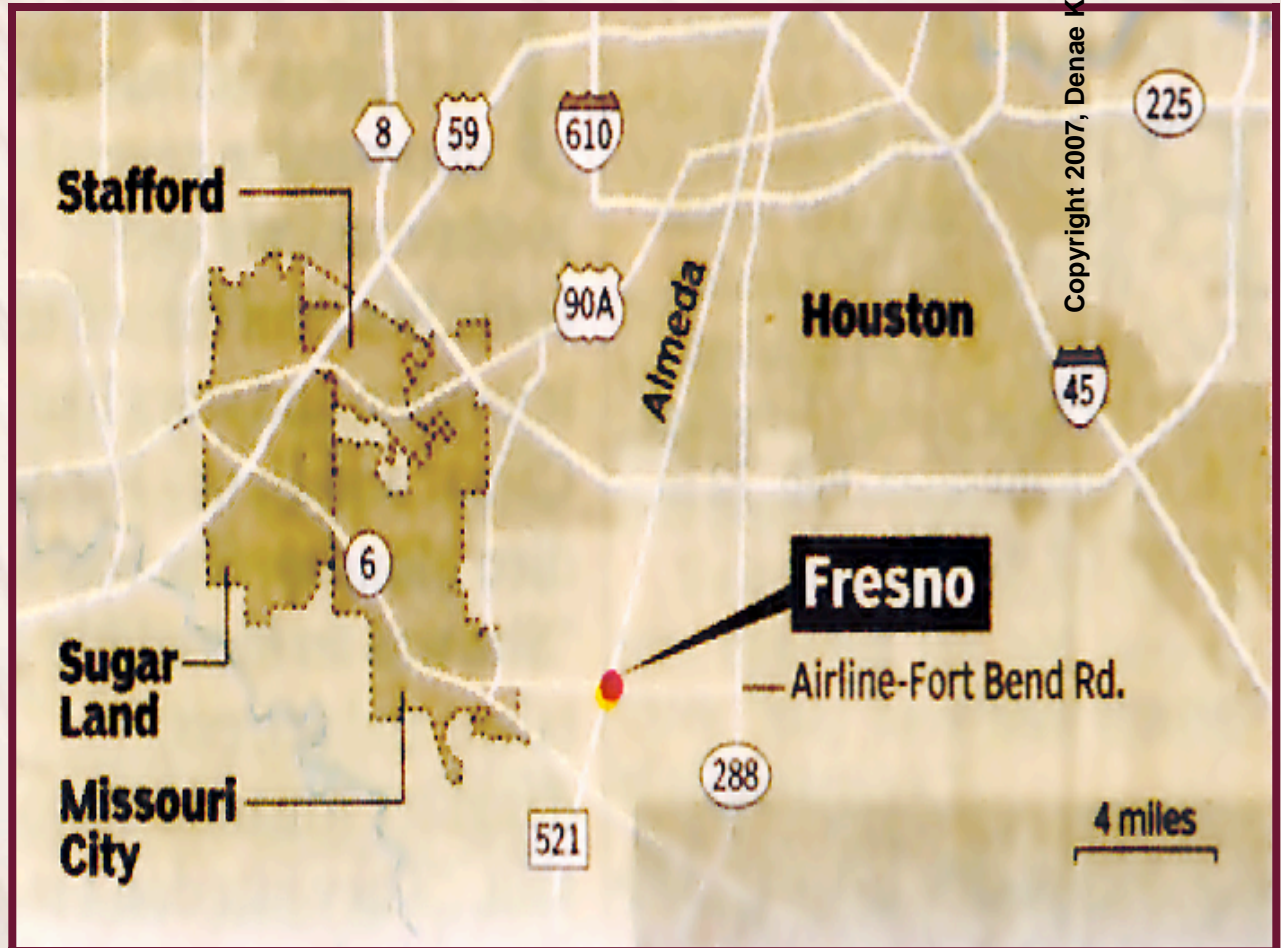 Copyright 2007, Denae K
225
8
59
610
Stafford
90A
Almeda
Houston
45
6
Fresno
Sugar
Land
Airline-Fort Bend Rd.
288
Missouri
City
521
4 miles